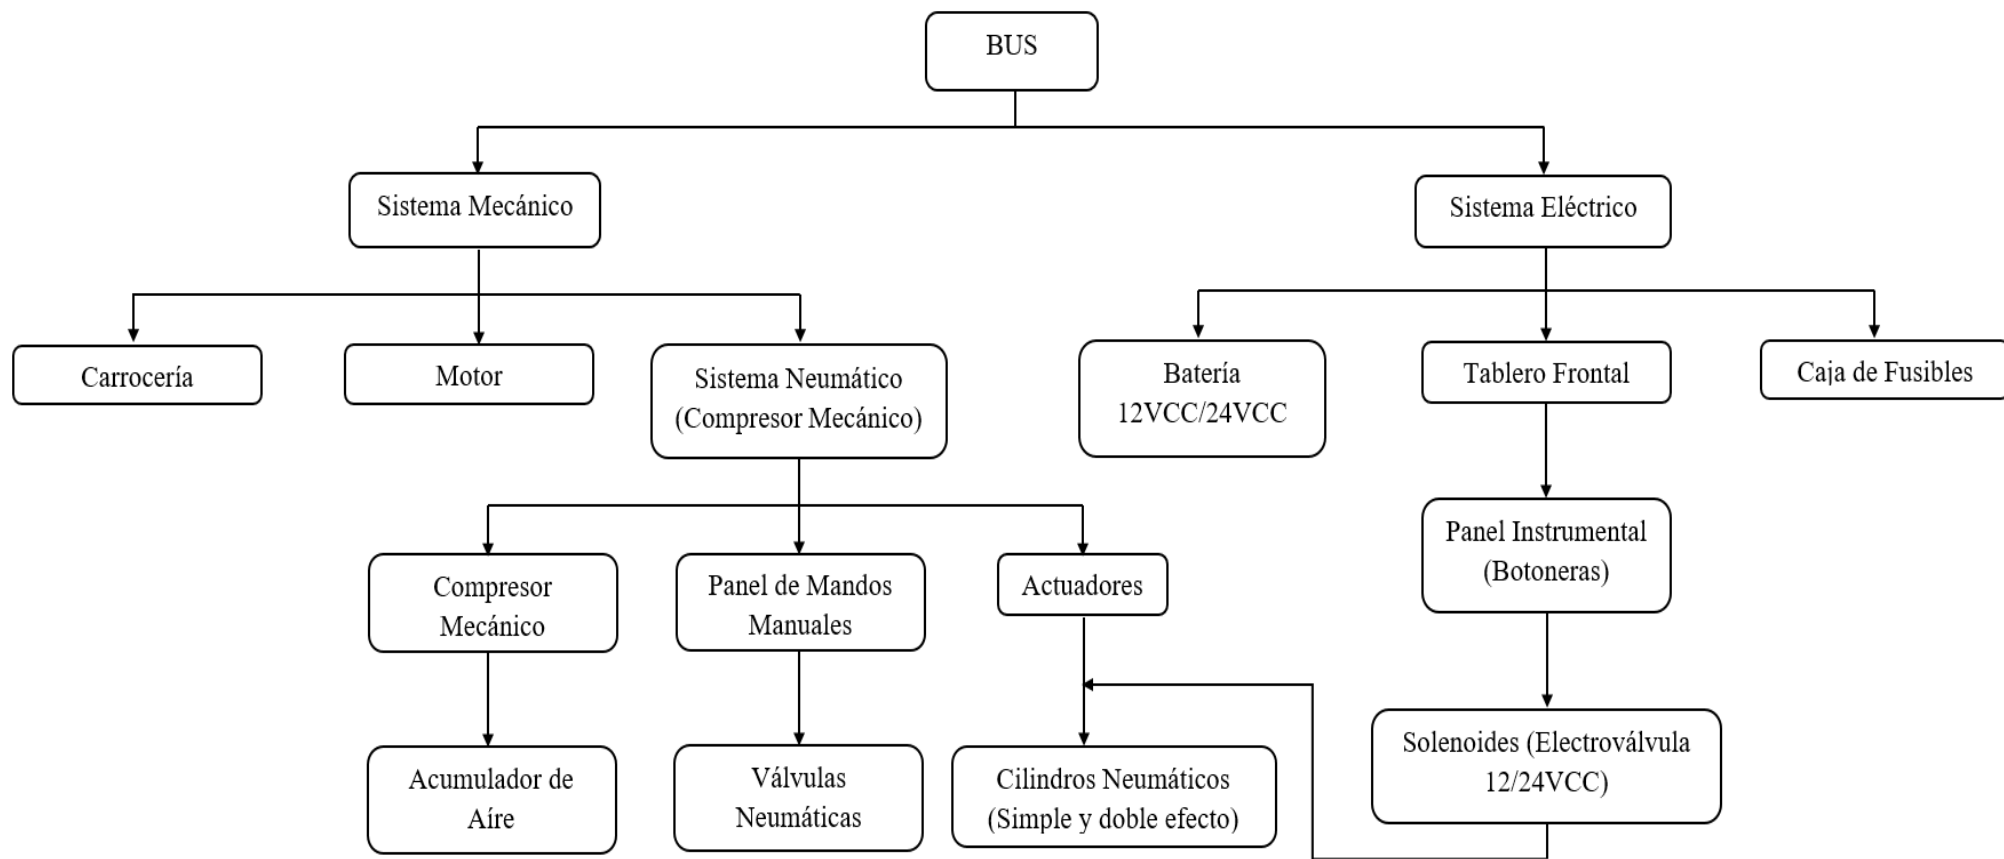 BUS
Sistema Mecánico
Sistema Eléctrico
Carrocería
Motor
Sistema Neumático
(Compresor Mecánico)
Batería
12VCC/24VCC
Tablero Frontal
Caja de Fusibles
Compresor
Mecánico
Panel de Mandos
Manuales
Actuadores
Panel Instrumental
(Botoneras)
Acumulador de
Aíre
Válvulas
Neumáticas
Cilindros Neumáticos
(Simple y doble efecto)
Solenoides (Electroválvula
12/24VCC)